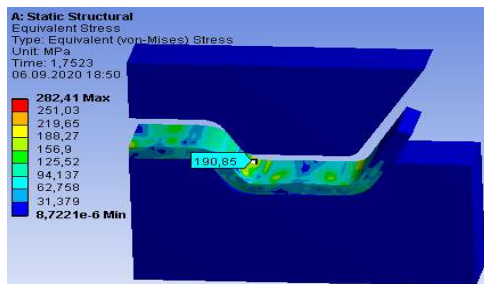 A: Static Structural
Equivalent Stress
Type: Equivalent (von-Mises) Stress
Unit: MPa
Time: 1,7523
06.09.2020 18:50
282,41 Max
251,03
219,65
188,27
156,9
125,52
94,137
62,758
31,379
8,7221e-6 Min
190,85